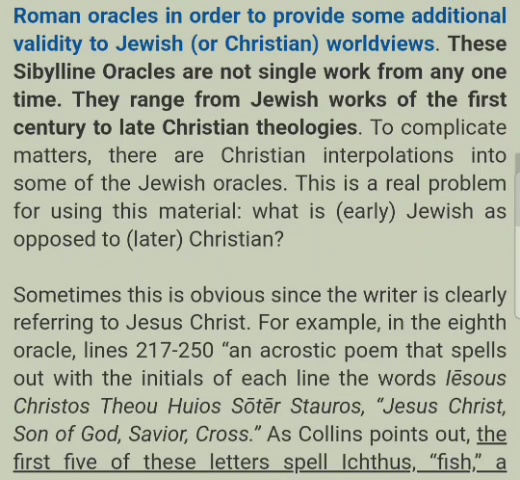 Roman oracles in order to provide some additional
validity to Jewish (or Christian) worldviews. These
Sibylline Oracles are not single work from any one
time. They range from Jewish works of the first
century to late Christian theologies. To complicate
matters, there are Christian interpolations into
some of the Jewish oracles. This is a real problem
for using this material: what is (early) Jewish as
opposed to (later) Christian?
Sometimes this is obvious since the writer is clearly
referring to Jesus Christ. For example, in the eighth
oracle, lines 217-250 “an acrostic poem that spells
out with the initials of each line the words Iēsous
Christos Theou Huios Sōtēr Stauros, “Jesus Christ,
Son of God, Savior, Cross.” As Collins points out, the
first five of these letters spell Ichthus, “fish,” a